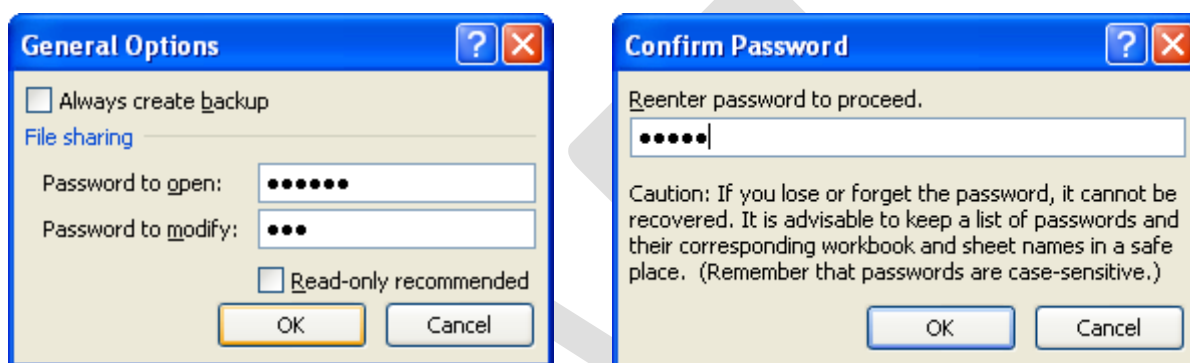 General Options
Always create backup
File sharing
Password to open: ••••••
Password to modify: •••
Read-only recommended
OK Cancel
Confirm Password
Reenter password to proceed.
•••••
Caution: If you lose or forget the password, it cannot be
recovered. It is advisable to keep a list of passwords and
their corresponding workbook and sheet names in a safe
place. (Remember that passwords are case-sensitive.)
OK Cancel